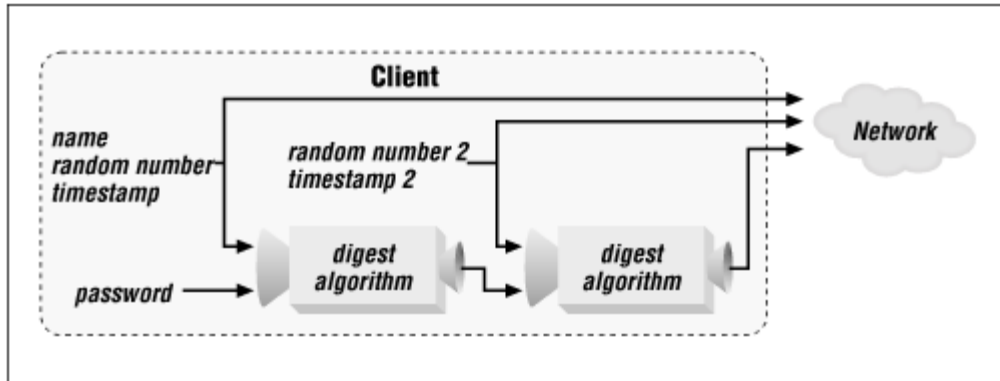 Client
name
random number
timestamp
random number 2
timestamp 2
Network
digest
algorithm
digest
algorithm
password